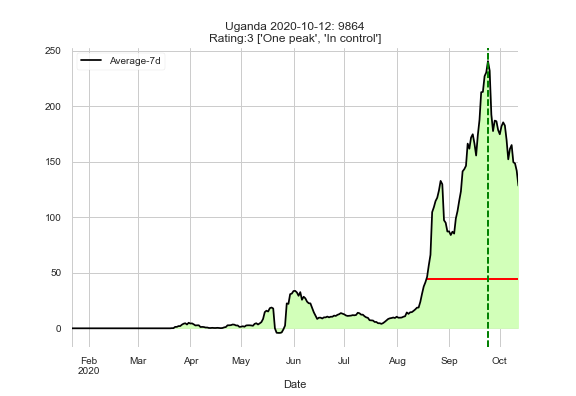 Uganda 2020-10-12: 9864
Rating:3 ['One peak', 'In control']
Average-7d
250
200
150
100
50
0
Feb Mar Apr May Jun Jul Aug Sep Oct
2020
Date